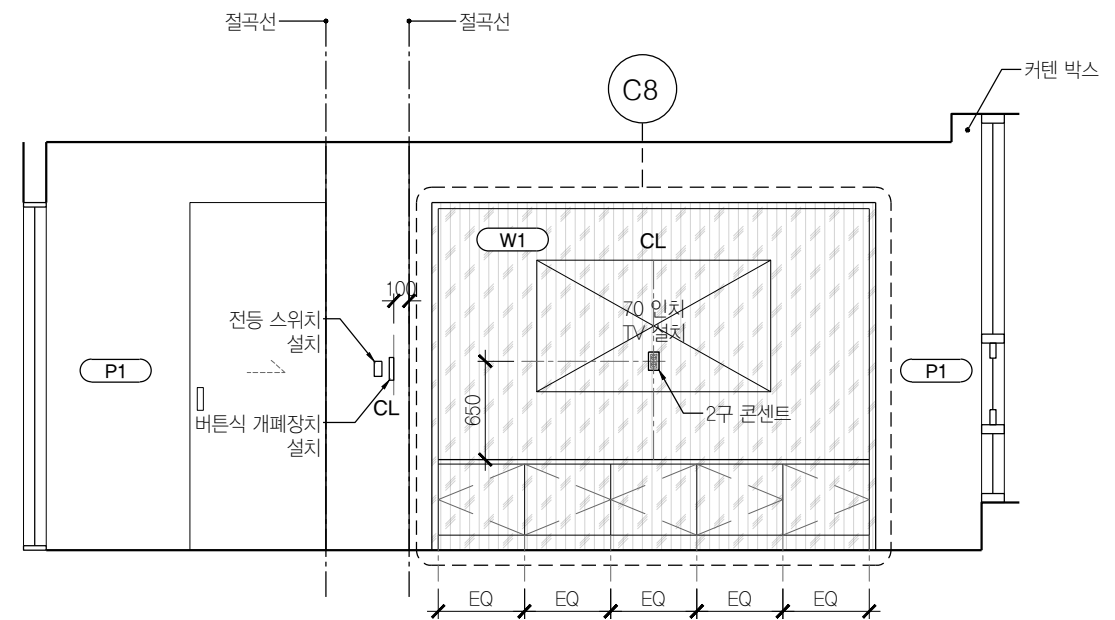 절곡선
절곡선
C8
커텐 박스
W1
CL
100
70 인치
TV 설치
전등 스위치
설치
P1
P1
CL
650
2구 콘센트
버튼식 개폐장치
설치
EQ
EQ
EQ
EQ
EQ